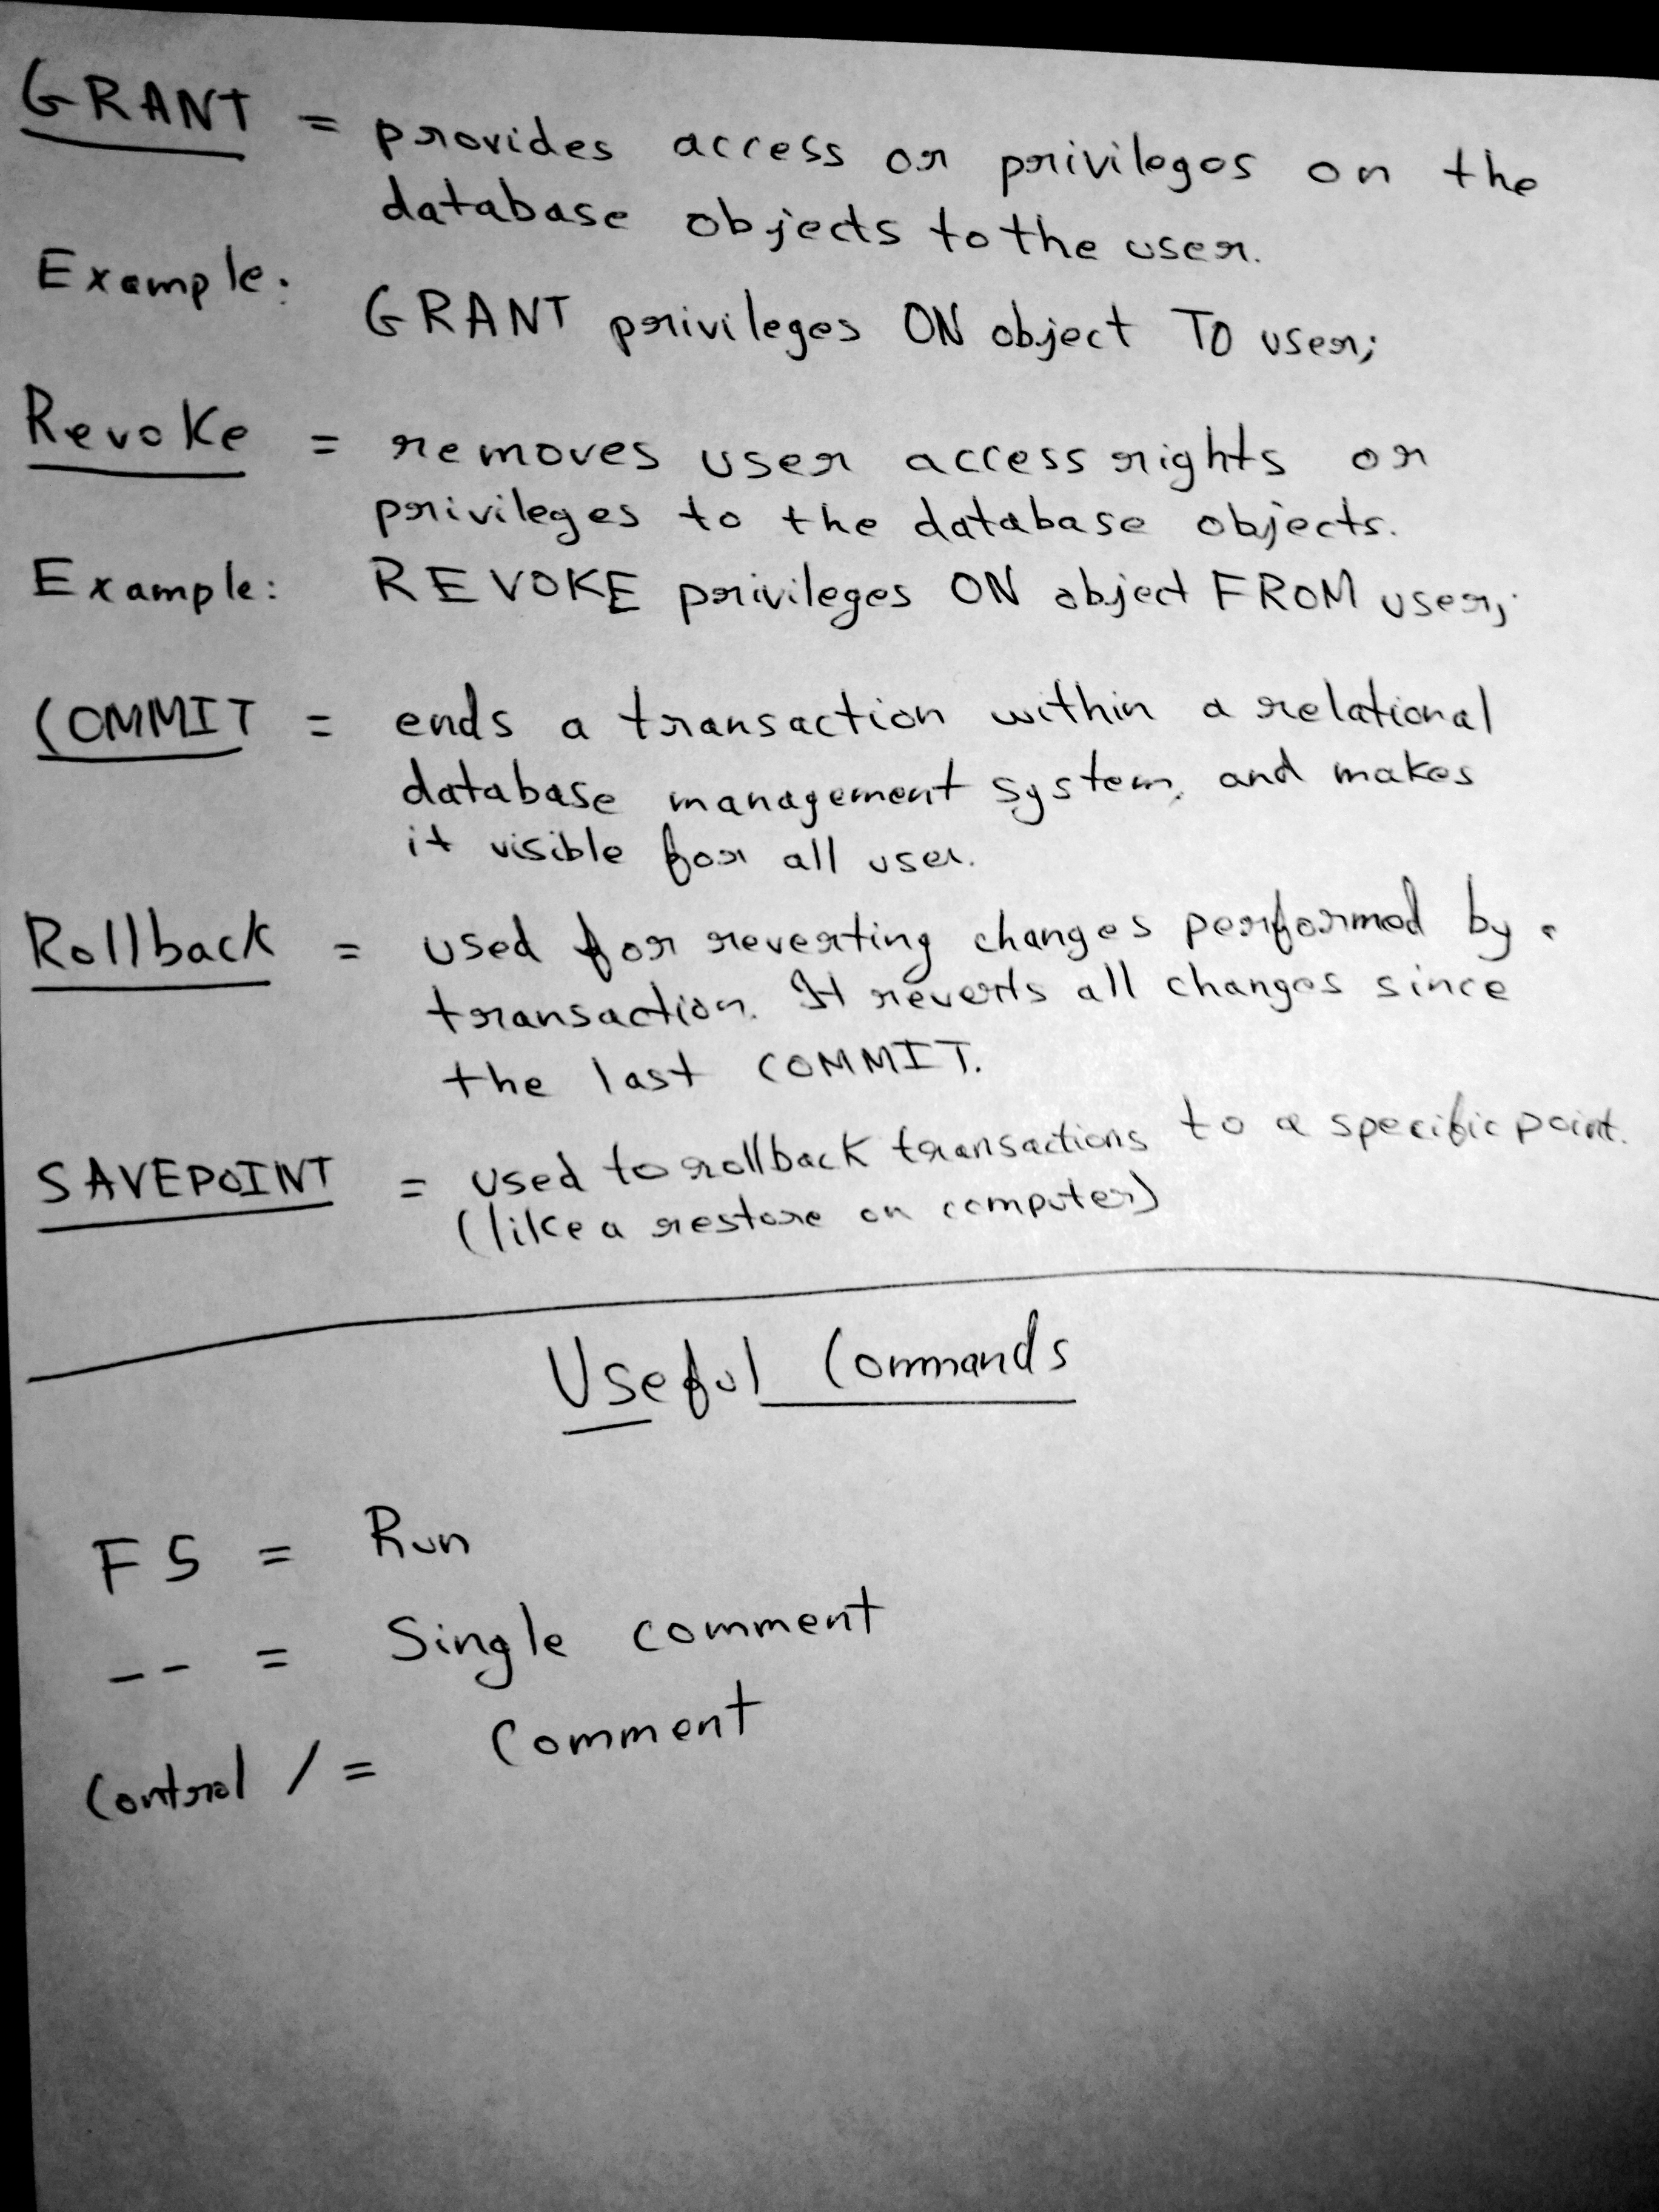 GRANT = provides access or privileges on the
database objects to the user.
Example:
GRANT privileges ON object TO user;
Revoke = removes user access rights or
privileges to the database objects.
Example: REVOKE privileges ON object FROM user;
COMMIT = ends a transaction within a relational
database management system, and makes
it visible for all user.
Rollback = used for reverting changes performed by a
transaction. It reverts all changes since
the last COMMIT.
SAVEPOINT = used to rollback transactions to a specific point.
(like a restore on computer)
Useful Commands
F5 = Run
-- = Single comment
Control / = Comment